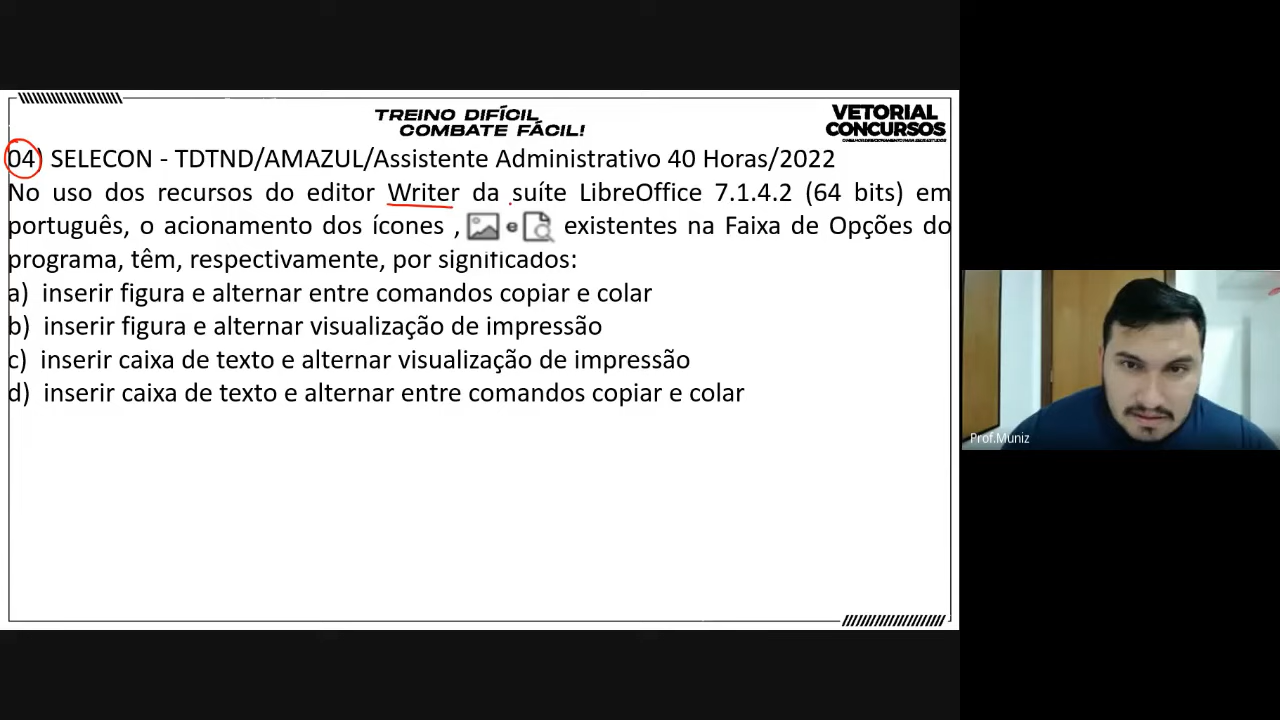 TREINO DIFÍCIL
COMBATE FÁCIL!
VETORIAL
CONCURSOS
04) SELECON - TDTND/AMAZUL/Assistente Administrativo 40 Horas/2022
No uso dos recursos do editor Writer da suíte LibreOffice 7.1.4.2 (64 bits) em
português, o acionamento dos ícones , e existentes na Faixa de Opções do
programa, têm, respectivamente, por significados:
a) inserir figura e alternar entre comandos copiar e colar
b) inserir figura e alternar visualização de impressão
c) inserir caixa de texto e alternar visualização de impressão
d) inserir caixa de texto e alternar entre comandos copiar e colar
Prof.Muniz